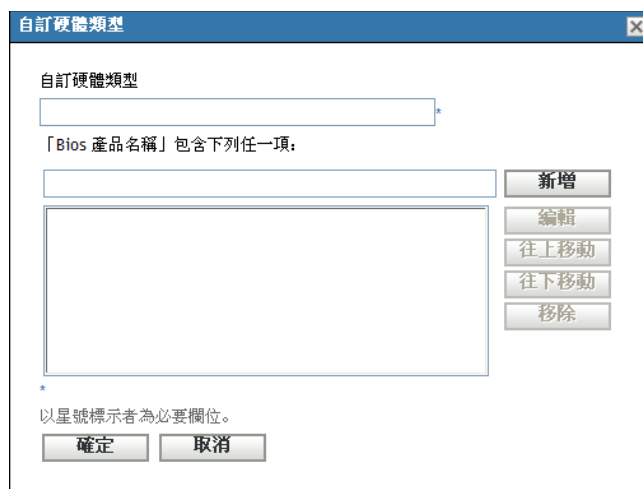 自訂硬體類型
自訂硬體類型
*
「Bios 產品名稱」包含下列任一項:
新增
編輯
往上移動
往下移動
移除
*
以星號標示者為必要欄位。
確定 取消